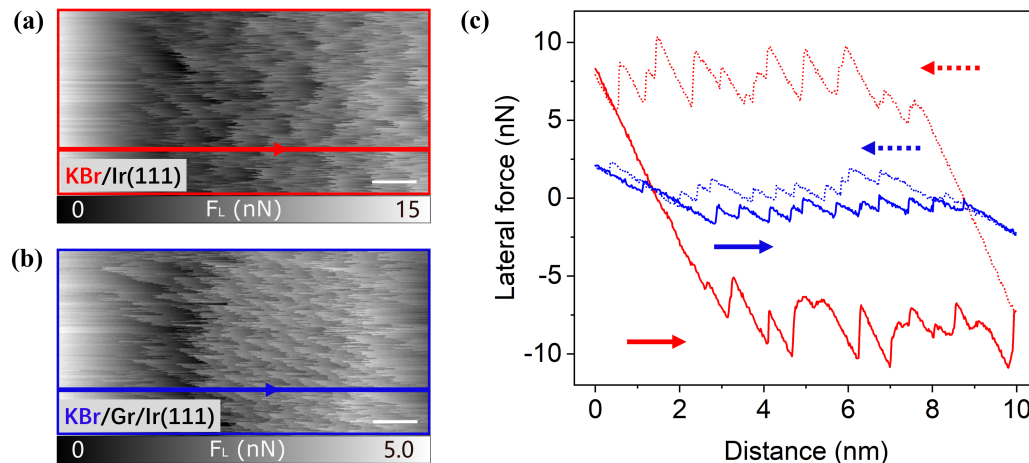 (a)
KBr/Ir(111)
0 FL (nN) 15
(b)
KBr/Gr/Ir(111)
0 FL (nN) 5.0
(c)
Lateral force (nN)
10
5
0
-5
-10
0 2 4 6 8 10
Distance (nm)